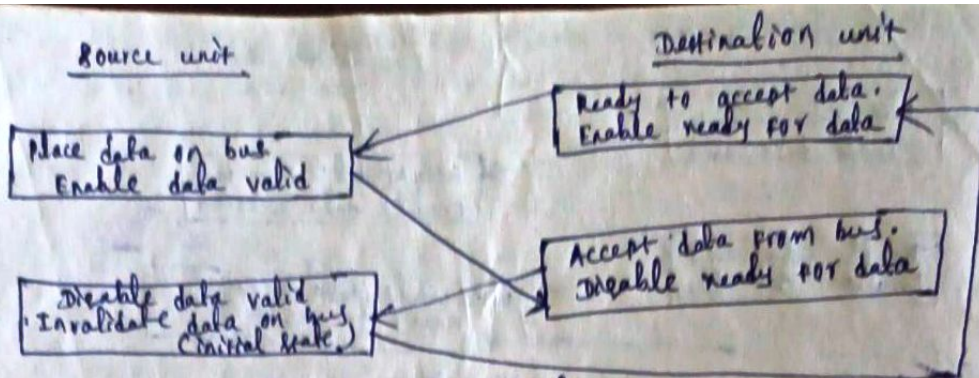 Source unit
Destination unit
Ready to accept data.
Enable ready for data
Place data on bus
Enable data valid
Accept data from bus.
Disable ready for data
Disable data valid
Invalidate data on bus
(initial state)